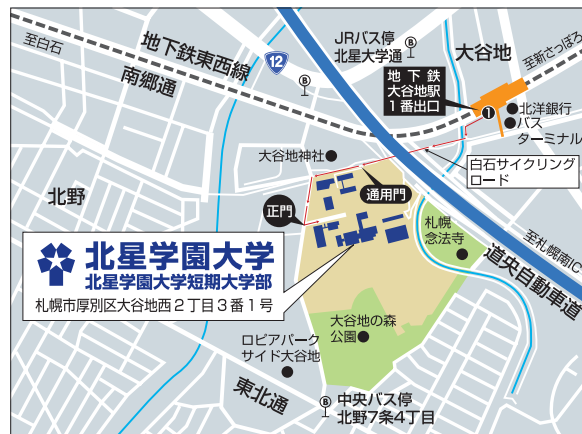 至白石
地下鉄東西線
南郷通
12
JRバス停
北星大学通
B
B
大谷地
至新さっぽろ
地下鉄
大谷地駅
1番出口
1
北洋銀行
バス
ターミナル
大谷地神社
白石サイクリング
ロード
北野
通用門
正門
札幌
念法寺
至札幌南IC
道央自動車道
北星学園大学
北星学園大学短期大学部
札幌市厚別区大谷地西2丁目3番1号
大谷地の森
公園
ロピアパーク
サイド大谷地
東北通
B
中央バス停
北野7条4丁目